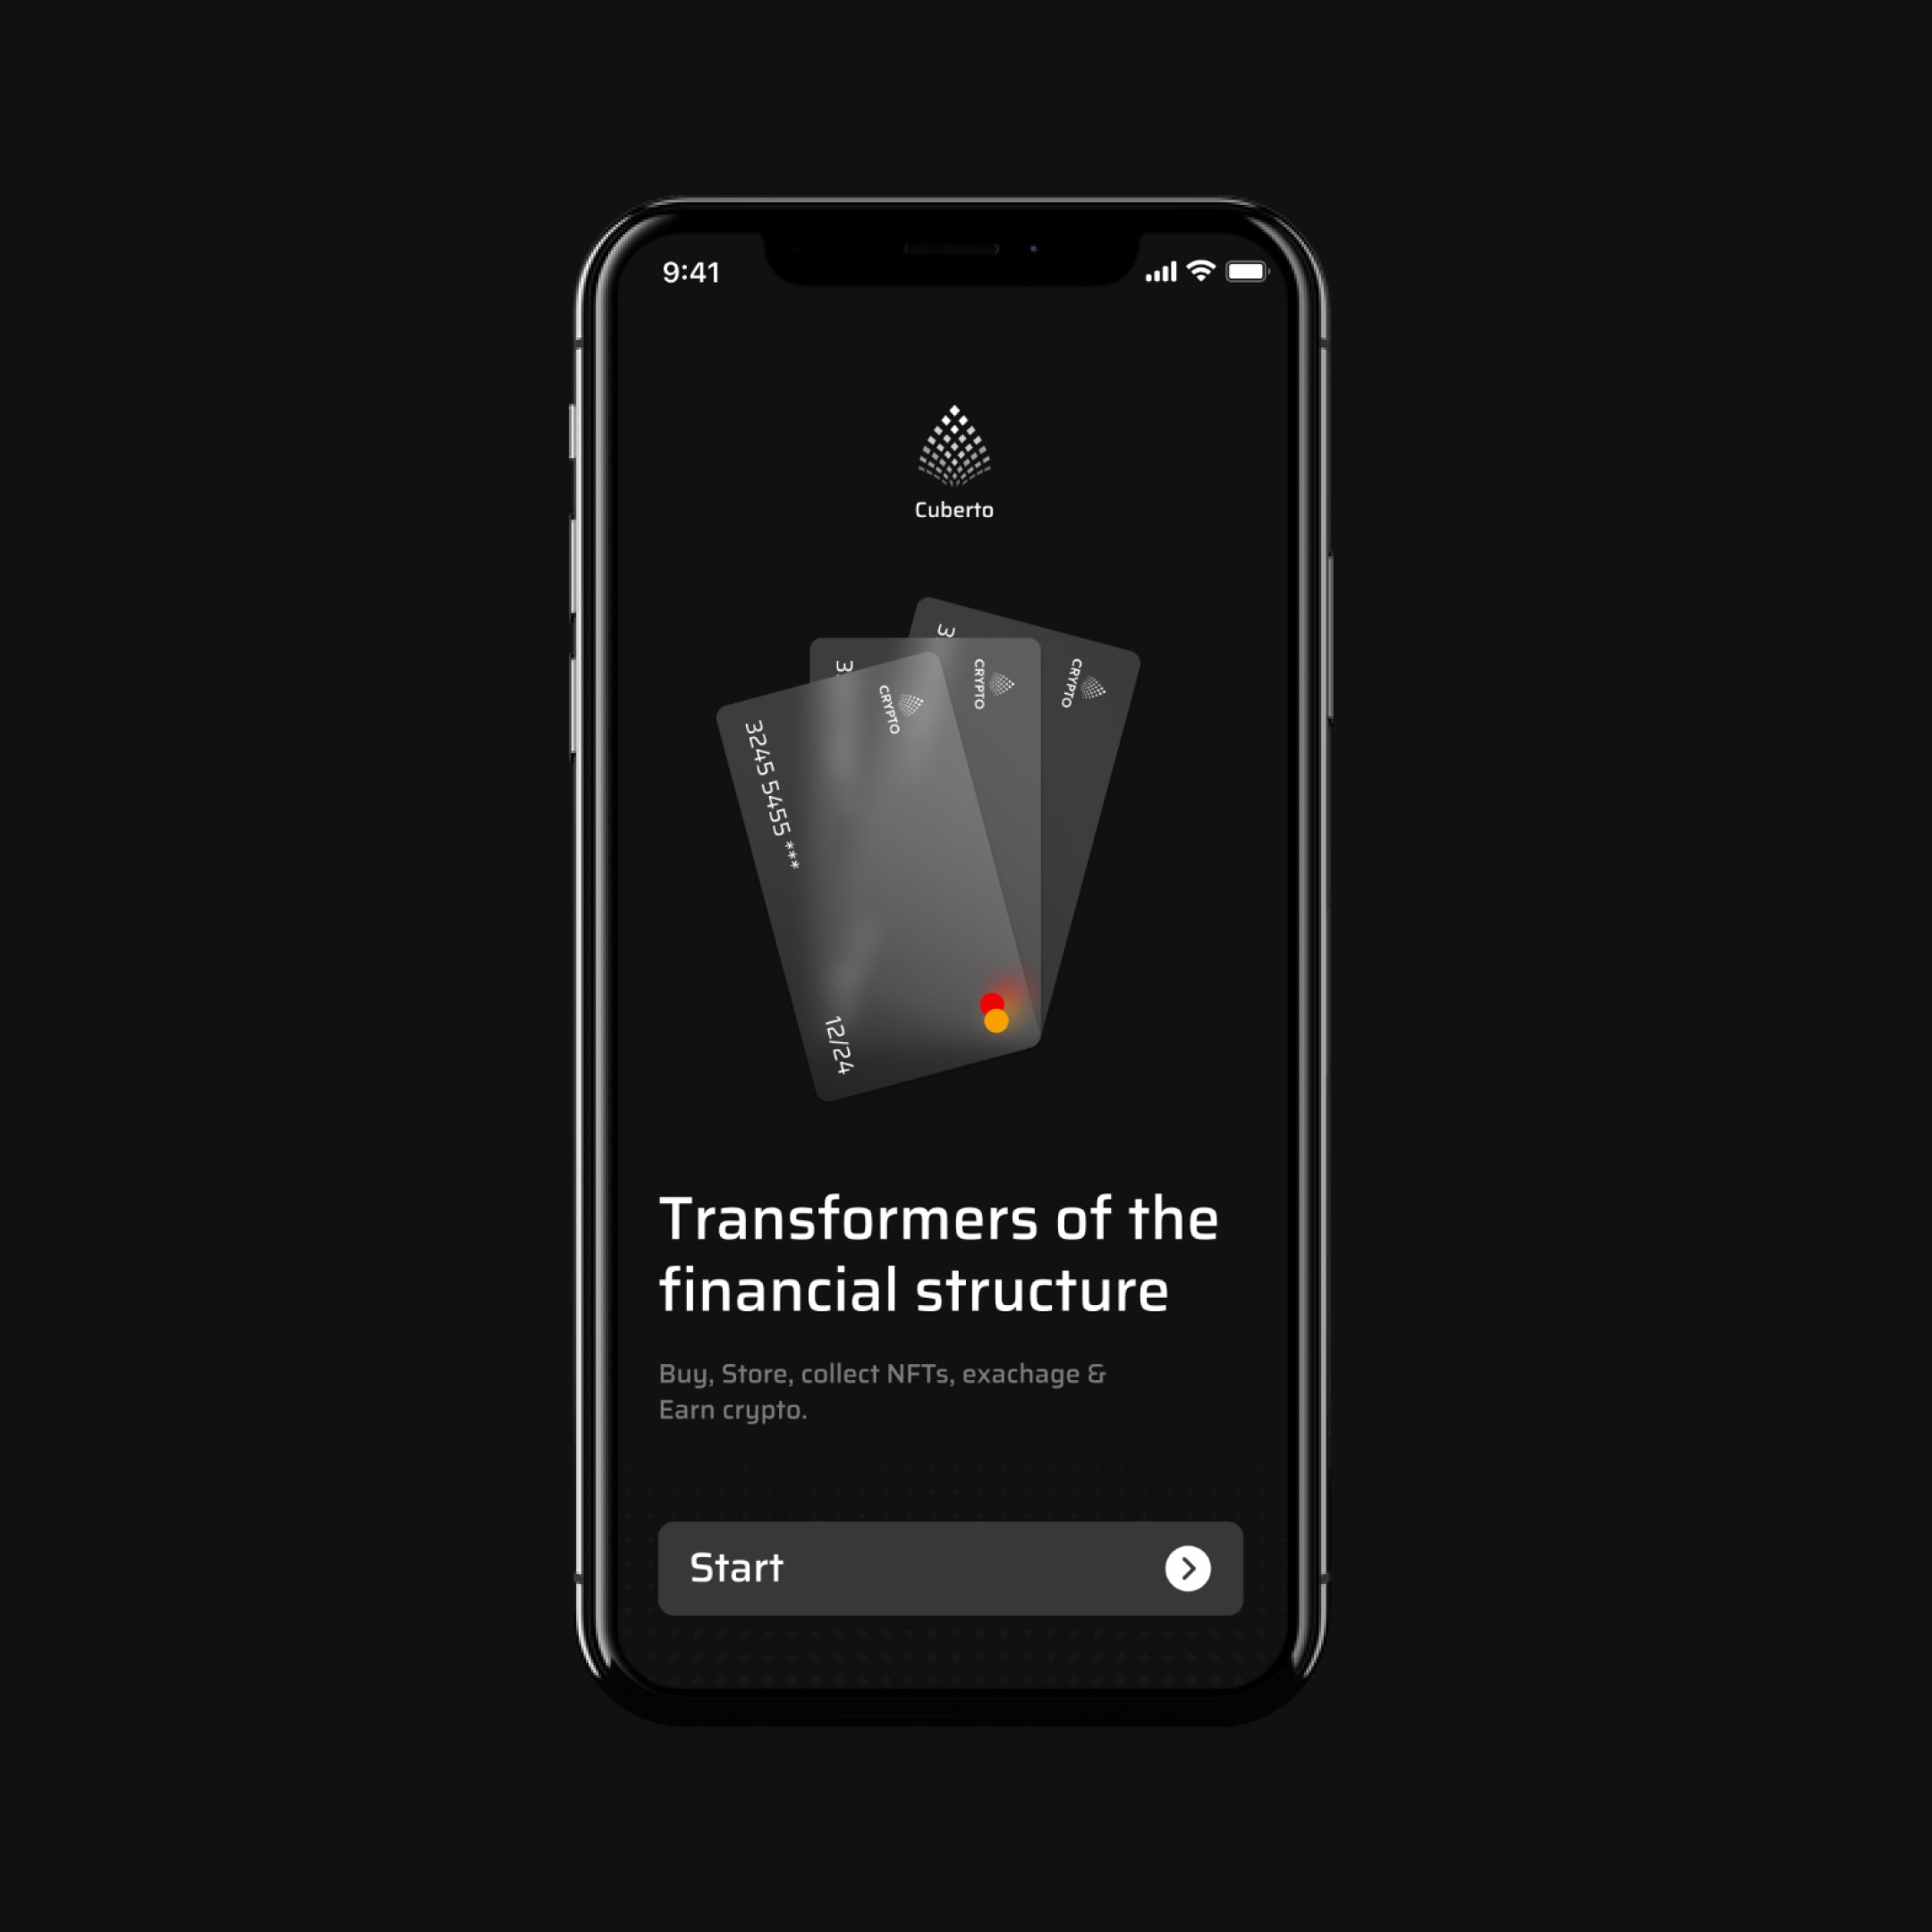 9:41
Cuberto
3
CRYPTO
3
CRYPTO
CRYPTO
3245 5455 ***
12/24
Transformers of the
financial structure
Buy, Store, collect NFTs, exachage &
Earn crypto.
Start